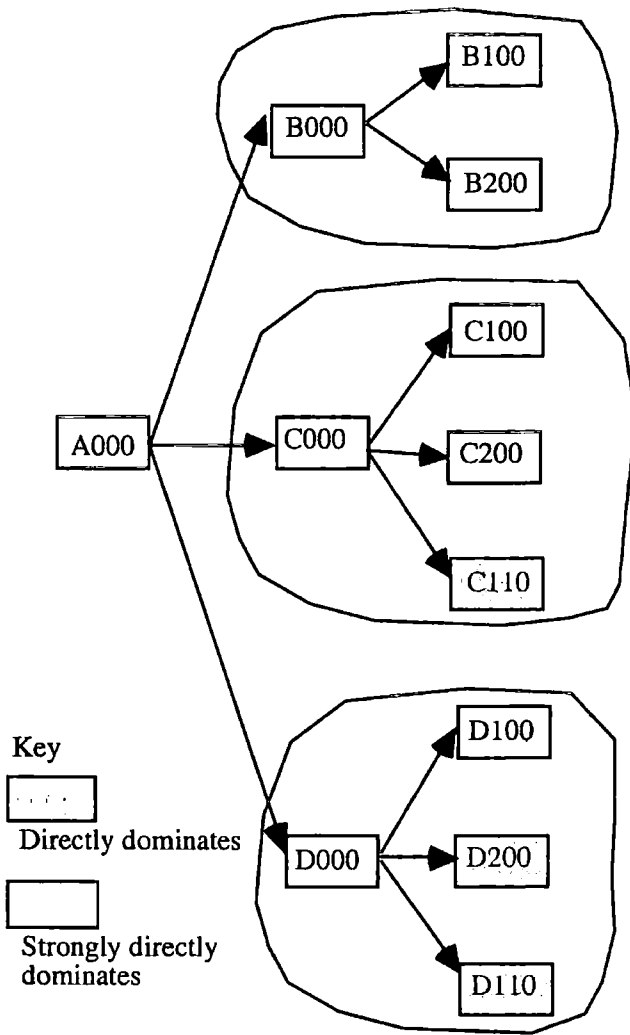 B100
B000
B200
C100
A000
C000
C200
C110
D100
Key
Directly dominates
D000
D200
Strongly directly
dominates
D110